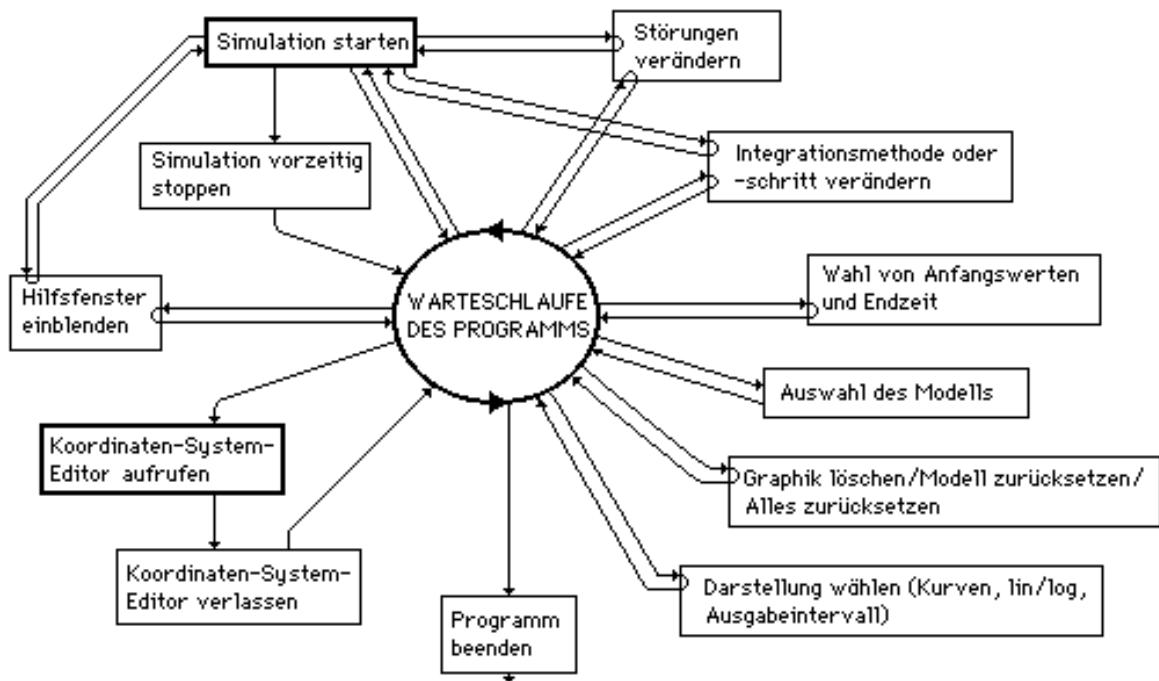 Simulation starten
Störungen
verändern
Simulation vorzeitig
stoppen
Integrationsmethode oder
-schritt verändern
Hilfsfenster
einblenden
WARTESCHLAUFE
DES PROGRAMMS
Wahl von Anfangswerten
und Endzeit
Auswahl des Modells
Koordinaten-System-
Editor aufrufen
Graphik löschen/Modell zurücksetzen/
Alles zurücksetzen
Koordinaten-System-
Editor verlassen
Darstellung wählen (Kurven, lin/log,
Ausgabeintervall)
Programm
beenden